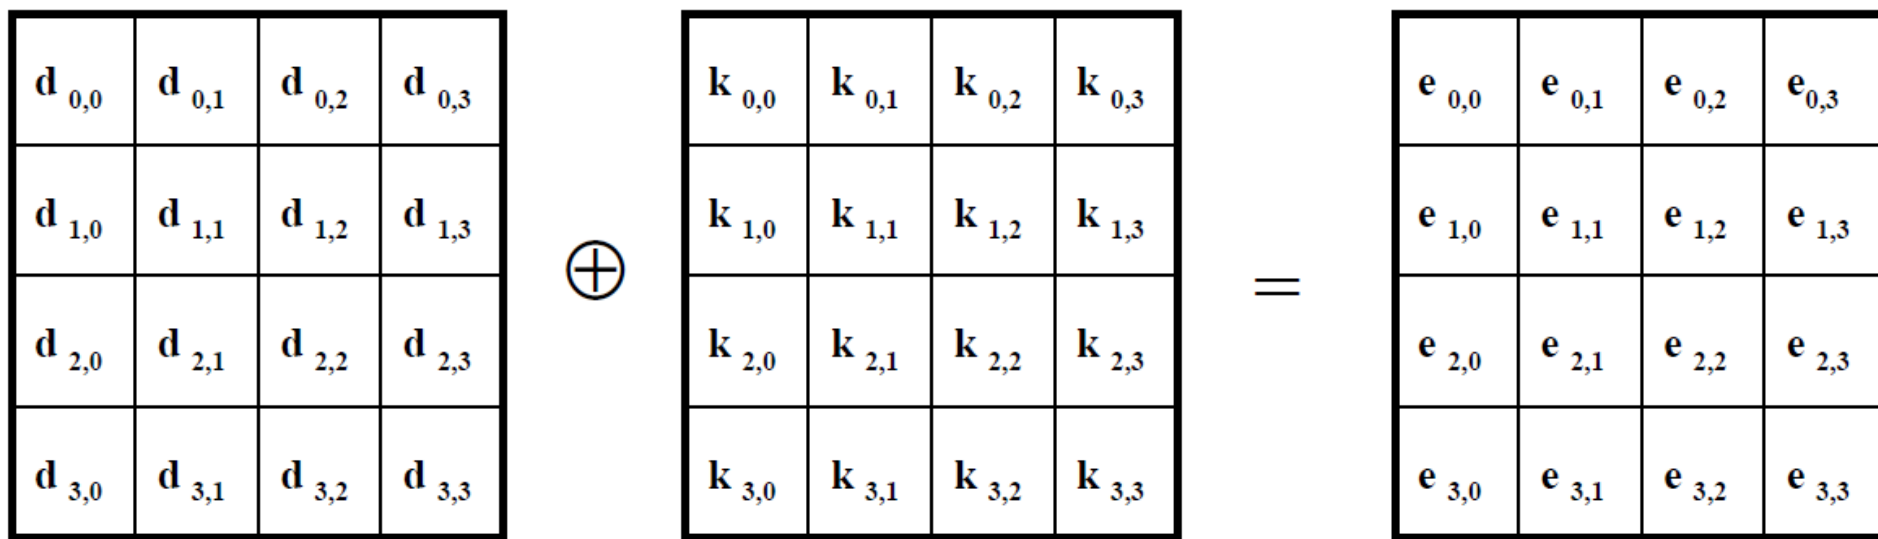 d 0,0 d 0,1 d 0,2 d 0,3 k 0,0 k 0,1 k 0,2 k 0,3 e 0,0 e 0,1 e 0,2 e0,3
d 1,0 d 1,1 d 1,2 d 1,3 k 1,0 k 1,1 k 1,2 k 1,3 e 1,0 e 1,1 e 1,2 e 1,3
⊕ =
d 2,0 d 2,1 d 2,2 d 2,3 k 2,0 k 2,1 k 2,2 k 2,3 e 2,0 e 2,1 e 2,2 e 2,3
d 3,0 d 3,1 d 3,2 d 3,3 k 3,0 k 3,1 k 3,2 k 3,3 e 3,0 e 3,1 e 3,2 e 3,3